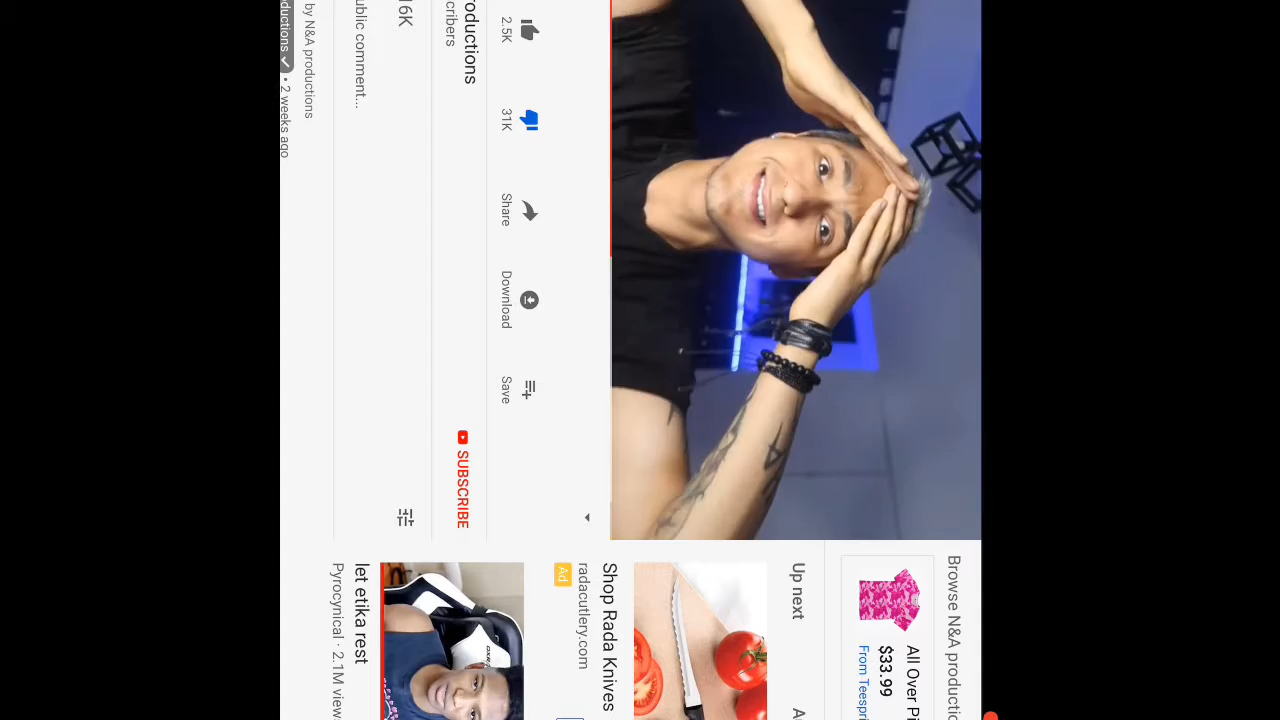 2.5K
31K
Share
Download
Save
roductions
cribers
SUBSCRIBE
16K
ublic comment...
by N&A productions
ductions
• 2 weeks ago
Browse N&A productio
All Over Pi
$33.99
From Teespri
Up next
Shop Rada Knives
Ad
radacutlery.com
let etika rest
Pyrocynical · 2.1M view